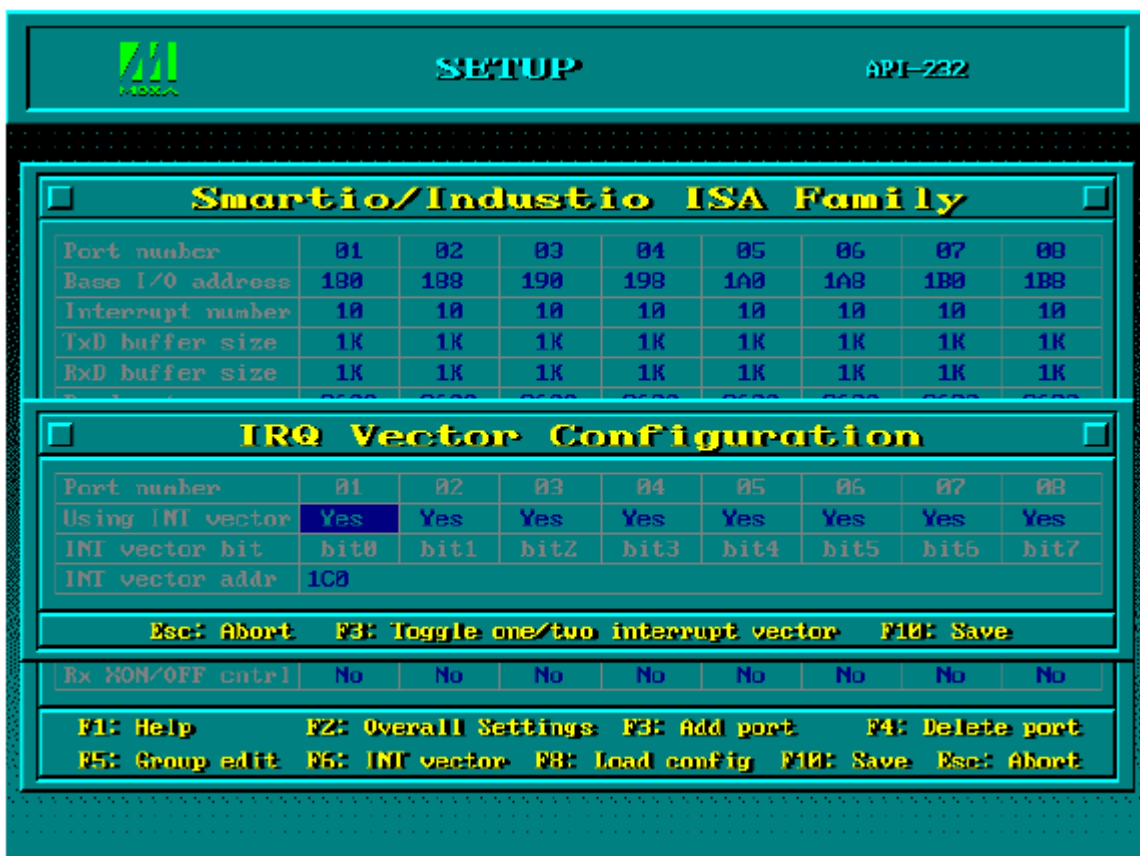 MOXA
SETUP
API-232
Smartio/Industio ISA Family
Port number 01 02 03 04 05 06 07 08
Base I/O address 180 188 190 198 1A0 1A8 1B0 1B8
Interrupt number 10 10 10 10 10 10 10 10
TxD buffer size 1K 1K 1K 1K 1K 1K 1K 1K
RxD buffer size 1K 1K 1K 1K 1K 1K 1K 1K
IRQ Vector Configuration
Port number 01 02 03 04 05 06 07 08
Using INT vector Yes Yes Yes Yes Yes Yes Yes Yes
INT vector bit bit0 bit1 bit2 bit3 bit4 bit5 bit6 bit7
INT vector addr 1C0
Esc: Abort F3: Toggle one/two interrupt vector F10: Save
Rx XON/OFF cntrl No No No No No No No No
F1: Help F2: Overall Settings F3: Add port F4: Delete port
F5: Group edit F6: INT vector F8: Load config F10: Save Esc: Abort